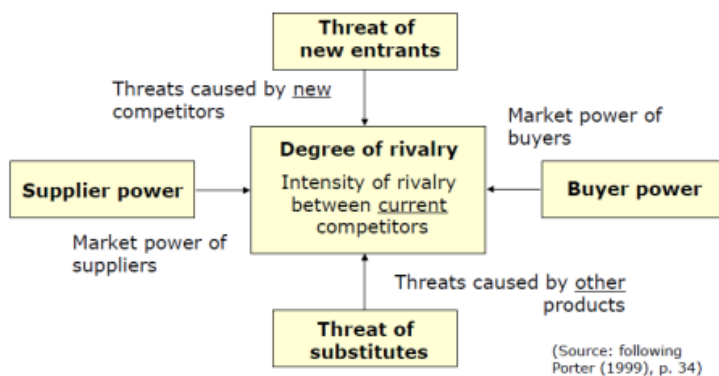 Threat of
new entrants
Threats caused by new
competitors
Market power of
buyers
Degree of rivalry
Intensity of rivalry
between current
competitors
Supplier power
Buyer power
Market power of
suppliers
Threats caused by other
products
Threat of
substitutes
(Source: following
Porter (1999), p. 34)